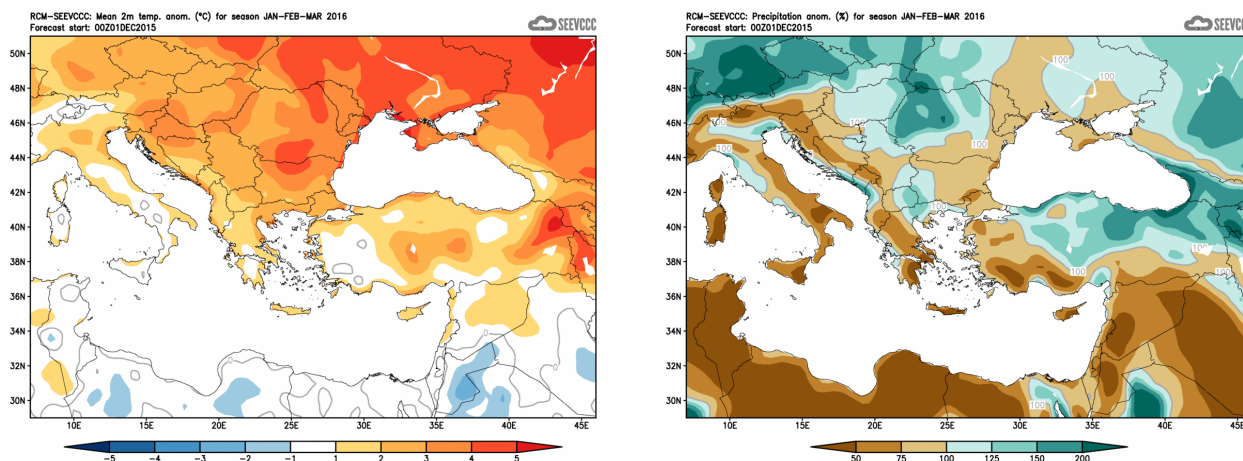 RCM-SEEVCCC: Mean 2m temp. anom. (°C) for season JAN-FEB-MAR 2016
Forecast start: 00Z01DEC2015
SEEVCCC
50N
48N
46N
44N
42N
40N
38N
36N
34N
32N
30N
0
10E 15E 20E 25E 30E 35E 40E 45E
-5 -4 -3 -2 -1 1 2 3 4 5
RCM-SEEVCCC: Precipitation anom. (%) for season JAN-FEB-MAR 2016
Forecast start: 00Z01DEC2015
SEEVCCC
50N
48N
46N
44N
42N
40N
38N
36N
34N
32N
30N
100
100
100
100
100
100
100
100
100
100
10E 15E 20E 25E 30E 35E 40E 45E
50 75 100 125 150 200